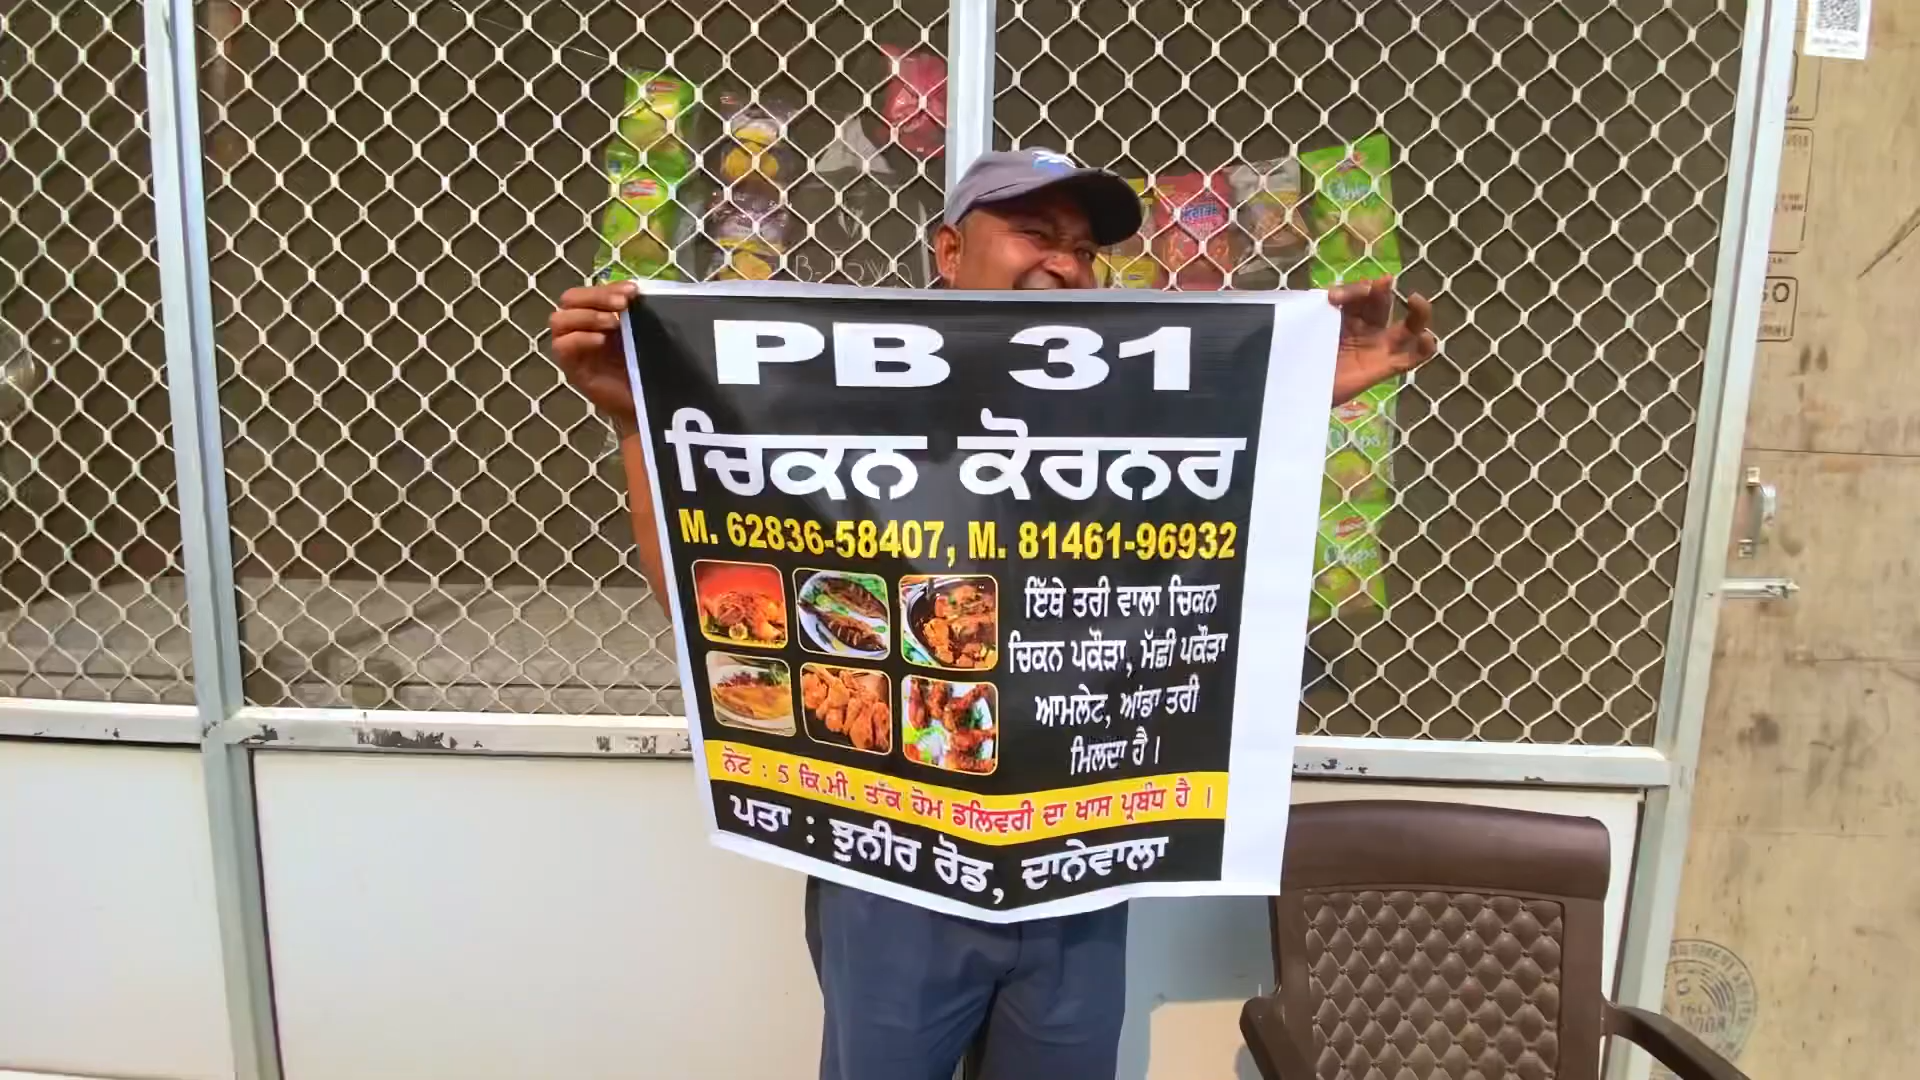 PB 31
ਚਿਕਨ ਕੋਰਨਰ
M. 62836-58407, M. 81461-96932
ਇੱਥੇ ਤਰੀ ਵਾਲਾ ਚਿਕਨ
ਚਿਕਨ ਪਕੌੜਾ, ਮੱਛੀ ਪਕੌੜਾ
ਆਮਲੇਟ, ਆਂਡਾ ਤਰੀ
ਮਿਲਦਾ ਹੈ।
ਨੋਟ : 5 ਕਿ.ਮੀ. ਤੱਕ ਹੋਮ ਡਲਿਵਰੀ ਦਾ ਖਾਸ ਪ੍ਰਬੰਧ ਹੈ ।
ਪਤਾ : ਝੁਨੀਰ ਰੋਡ, ਦਾਨੇਵਾਲਾ